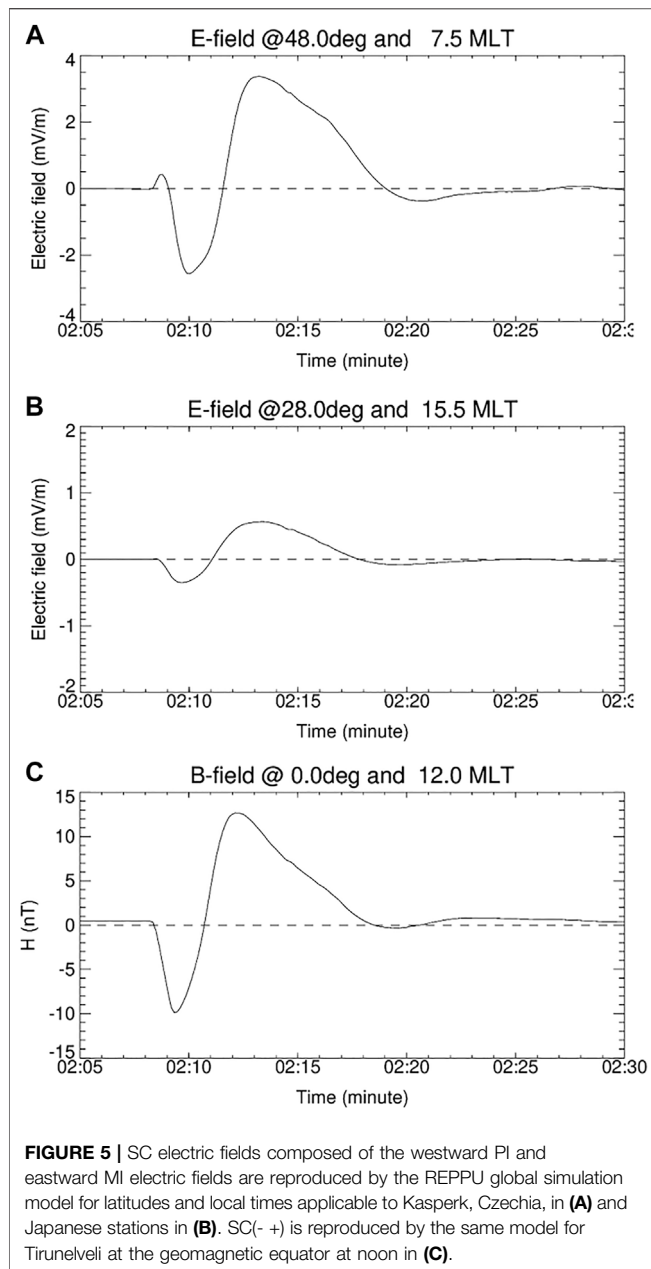 A
E-field @48.0deg and 7.5 MLT
Electric field (mV/m)
4
2
0
-2
-4
02:05 02:10 02:15 02:20 02:25 02:3
Time (minute)
B
E-field @28.0deg and 15.5 MLT
Electric field (mV/m)
2
1
0
-1
-2
02:05 02:10 02:15 02:20 02:25 02:3
Time (minute)
C
B-field @ 0.0deg and 12.0 MLT
H (nT)
15
10
5
0
-5
-10
-15
02:05 02:10 02:15 02:20 02:25 02:30
Time (minute)
FIGURE 5 | SC electric fields composed of the westward PI and
eastward MI electric fields are reproduced by the REPPU global simulation
model for latitudes and local times applicable to Kasperk, Czechia, in (A) and
Japanese stations in (B). SC(- +) is reproduced by the same model for
Tirunelveli at the geomagnetic equator at noon in (C).